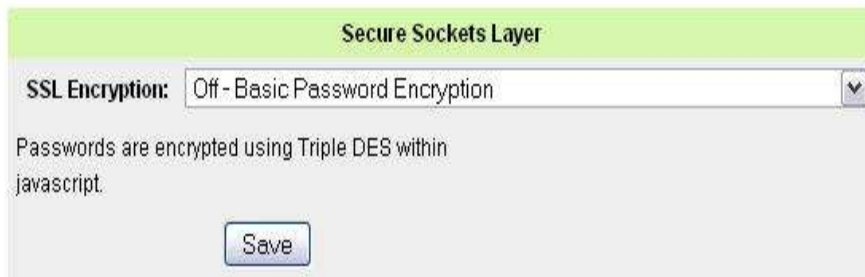 Secure Sockets Layer
SSL Encryption: Off - Basic Password Encryption
Passwords are encrypted using Triple DES within
javascript.
Save